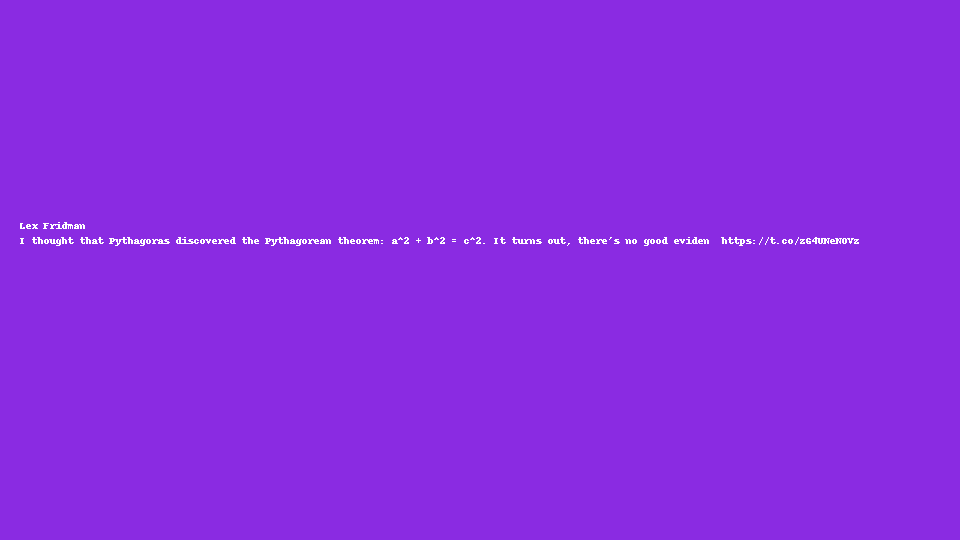 Lex Fridman
I thought that Pythagoras discovered the Pythagorean theorem: a^2 + b^2 = c^2. It turns out, there's no good eviden https://t.co/zG4UNeN0Vz